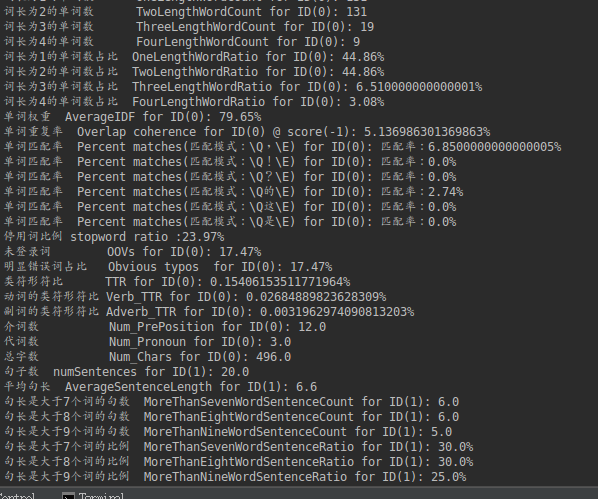 词长为2的单词数 TwoLengthWordCount for ID(0): 131
词长为3的单词数 ThreeLengthWordCount for ID(0): 19
词长为4的单词数 FourLengthWordCount for ID(0): 9
词长为1的单词数占比 OneLengthWordRatio for ID(0): 44.86%
词长为2的单词数占比 TwoLengthWordRatio for ID(0): 44.86%
词长为3的单词数占比 ThreeLengthWordRatio for ID(0): 6.510000000000001%
词长为4的单词数占比 FourLengthWordRatio for ID(0): 3.08%
单词权重 AverageIDF for ID(0): 79.65%
单词重复率 Overlap coherence for ID(0) @ score(-1): 5.136986301369863%
单词匹配率 Percent matches(匹配模式：\Q，\E) for ID(0): 匹配率：6.8500000000000005%
单词匹配率 Percent matches(匹配模式：\Q！\E) for ID(0): 匹配率：0.0%
单词匹配率 Percent matches(匹配模式：\Q？\E) for ID(0): 匹配率：0.0%
单词匹配率 Percent matches(匹配模式：\Q的\E) for ID(0): 匹配率：2.74%
单词匹配率 Percent matches(匹配模式：\Q这\E) for ID(0): 匹配率：0.0%
单词匹配率 Percent matches(匹配模式：\Q是\E) for ID(0): 匹配率：0.0%
停用词比例 stopword ratio :23.97%
未登录词 OOVs for ID(0): 17.47%
明显错误词占比 Obvious typos for ID(0): 17.47%
类符形符比 TTR for ID(0): 0.15406153511771964%
动词的类符形符比 Verb_TTR for ID(0): 0.02684889823628309%
副词的类符形符比 Adverb_TTR for ID(0): 0.0031962974090813203%
介词数 Num_PrePosition for ID(0): 12.0
代词数 Num_Pronoun for ID(0): 3.0
总字数 Num_Chars for ID(0): 496.0
句子数 numSentences for ID(1): 20.0
平均句长 AverageSentenceLength for ID(1): 6.6
句长是大于7个词的句数 MoreThanSevenWordSentenceCount for ID(1): 6.0
句长是大于8个词的句数 MoreThanEightWordSentenceCount for ID(1): 6.0
句长是大于9个词的句数 MoreThanNineWordSentenceCount for ID(1): 5.0
句长是大于7个词的比例 MoreThanSevenWordSentenceRatio for ID(1): 30.0%
句长是大于8个词的比例 MoreThanEightWordSentenceRatio for ID(1): 30.0%
句长是大于9个词的比例 MoreThanNineWordSentenceRatio for ID(1): 25.0%
Terminal